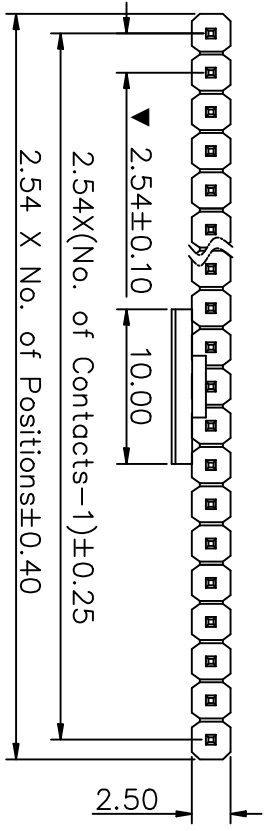 ▲ 2.54±0.10
10.00
2.54X(No. of Contacts-1)±0.25
2.54 X No. of Positions±0.40
2.50